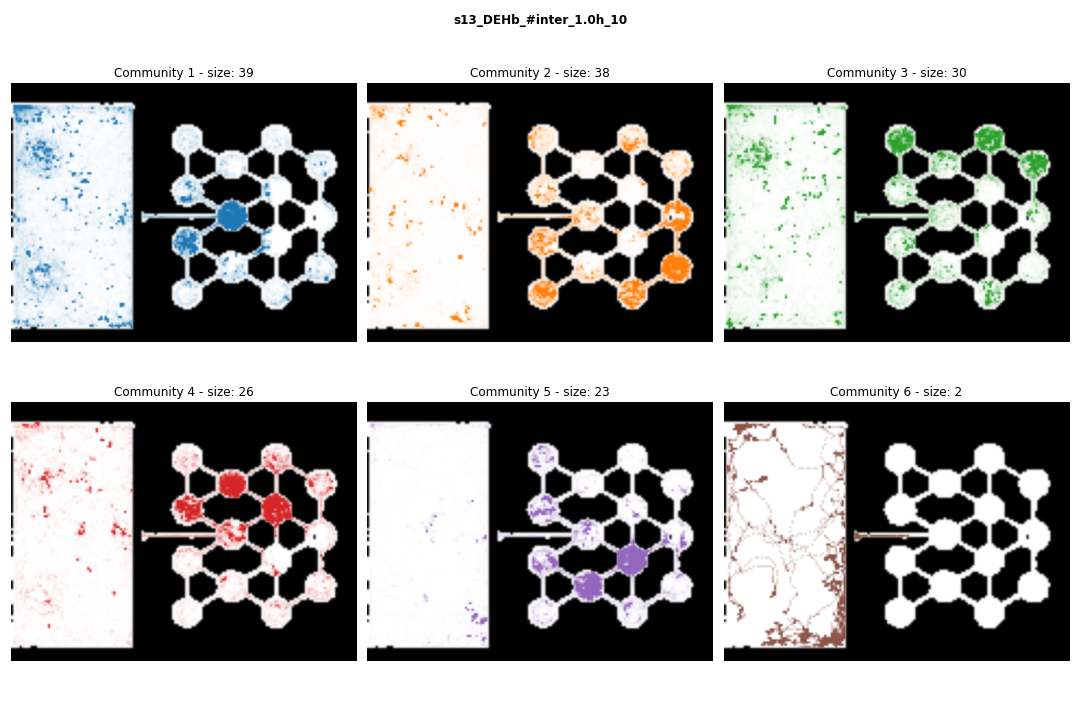 s13_DEHb_#inter_1.0h_10
Community 1 - size: 39
Community 2 - size: 38
Community 3 - size: 30
Community 4 - size: 26
Community 5 - size: 23
Community 6 - size: 2